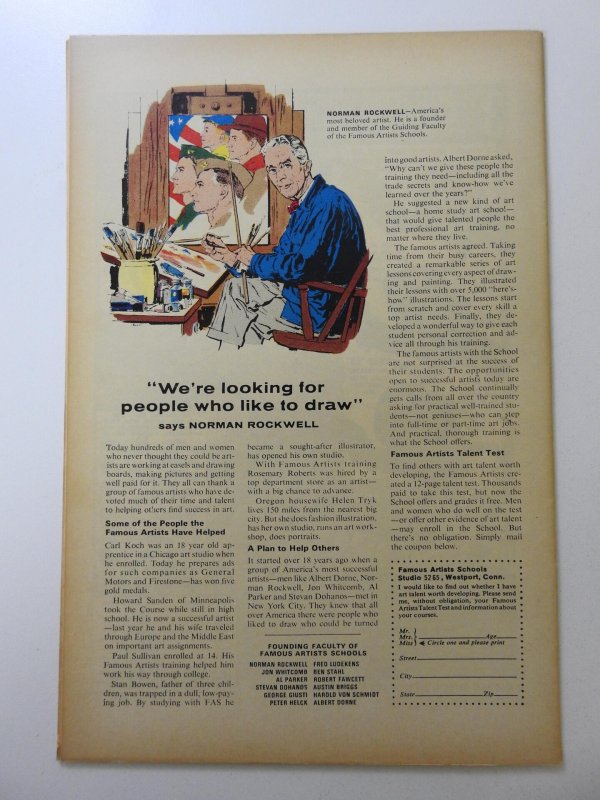 NORMAN ROCKWELL—America's
most beloved artist. He is a founder
and member of the Guiding Faculty
of the Famous Artists Schools.
"We're looking for
people who like to draw"
says NORMAN ROCKWELL
Today hundreds of men and women
who never thought they could be art-
ists are working at easels and drawing
boards, making pictures and getting
well paid for it. They all can thank a
group of famous artists who have de-
voted much of their time and talent
to helping others find success in art.
Some of the People the
Famous Artists Have Helped
Carl Koch was an 18 year old ap-
prentice in a Chicago art studio when
he enrolled. Today he prepares ads
for such companies as General
Motors and Firestone—has won five
gold medals.
Howard Sanden of Minneapolis
took the Course while still in high
school. He is now a successful artist
—last year he and his wife traveled
through Europe and the Middle East
on important art assignments.
Paul Sullivan enrolled at 14. His
Famous Artists training helped him
work his way through college.
Stan Bowen, father of three chil-
dren, was trapped in a dull, low-pay-
ing job. By studying with FAS he
became a sought-after illustrator,
has opened his own studio.
With Famous Artists training
Rosemary Roberts was hired by a
top department store as an artist—
with a big chance to advance.
Oregon housewife Helen Tryk
lives 150 miles from the nearest big
city. But she does fashion illustration,
has her own studio, runs an art work-
shop, does portraits.
A Plan to Help Others
It started over 18 years ago when a
group of America's most successful
artists—men like Albert Dorne, Nor-
man Rockwell, Jon Whitcomb, Al
Parker and Stevan Dohanos—met in
New York City. They knew that all
over America there were people who
liked to draw who could be turned
FOUNDING FACULTY OF
FAMOUS ARTISTS SCHOOLS
NORMAN ROCKWELL FRED LUDEKENS
JON WHITCOMB BEN STAHL
AL PARKER ROBERT FAWCETT
STEVAN DOHANOS AUSTIN BRIGGS
GEORGE GIUSTI HAROLD VON SCHMIDT
PETER HELCK ALBERT DORNE
into good artists. Albert Dorne asked,
"Why can't we give these people the
training they need—including all the
trade secrets and know-how we've
learned over the years?"
He suggested a new kind of art
school—a home study art school—
that would give talented people the
best professional art training, no
matter where they live.
The famous artists agreed. Taking
time from their busy careers, they
created a remarkable series of art
lessons covering every aspect of draw-
ing and painting. They illustrated
their lessons with over 5,000 "here's-
how" illustrations. The lessons start
from scratch and cover every skill a
top artist needs. Finally, they de-
veloped a wonderful way to give each
student personal correction and ad-
vice all through his training.
The famous artists with the School
are not surprised at the success of
their students. The opportunities
open to successful artists today are
enormous. The School continually
gets calls from all over the country
asking for practical well-trained stu-
dents—not geniuses—who can step
into full-time or part-time art jobs.
And practical, thorough training is
what the School offers.
Famous Artists Talent Test
To find others with art talent worth
developing, the Famous Artists cre-
ated a 12-page talent test. Thousands
paid to take this test, but now the
School offers and grades it free. Men
and women who do well on the test
—or offer other evidence of art talent
—may enroll in the School. But
there's no obligation. Simply mail
the coupon below.
Famous Artists Schools
Studio 5265, Westport, Conn.
I would like to find out whether I have
art talent worth developing. Please send
me, without obligation, your Famous
Artists Talent Test and information about
your courses.
Mr.
Mrs. Age
Miss Circle one and please print
Street
City
State Zip